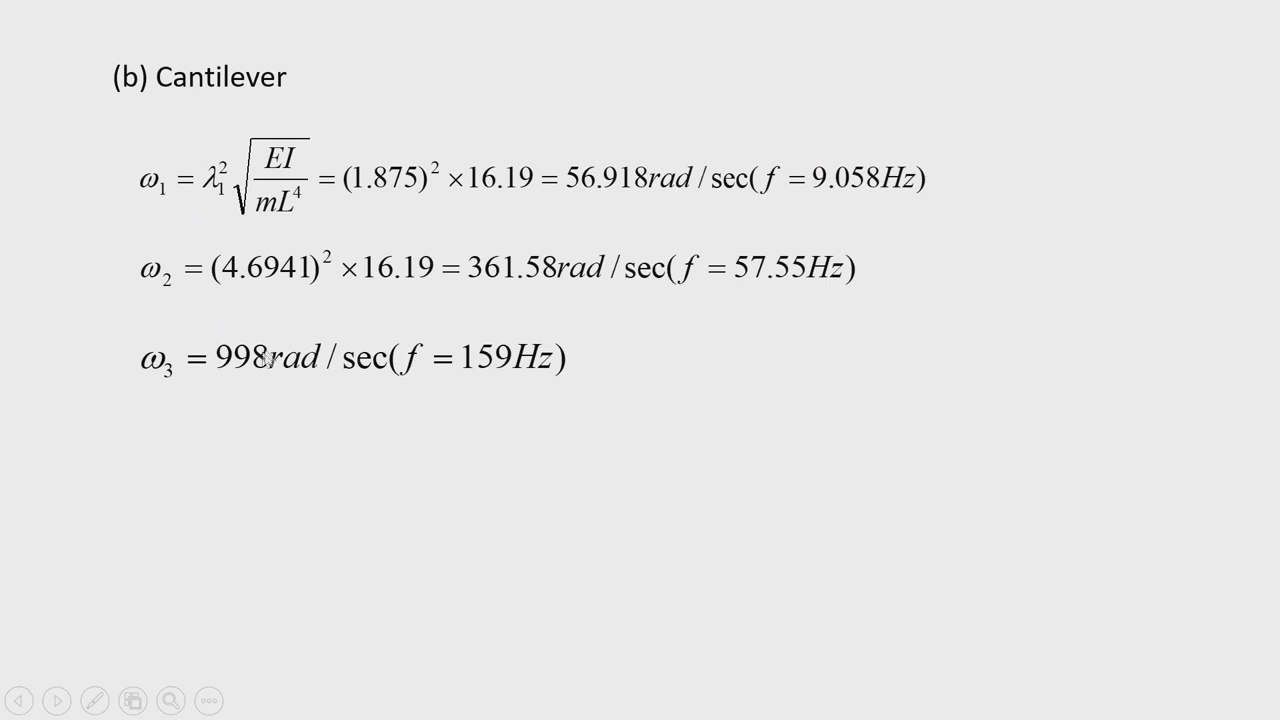 (b) Cantilever
ω₁ = λ₁² √(EI / mL⁴) = (1.875)² ×16.19 = 56.918rad / sec( f = 9.058Hz)
ω₂ = (4.6941)² ×16.19 = 361.58rad / sec( f = 57.55Hz)
ω₃ = 998rad / sec( f = 159Hz)